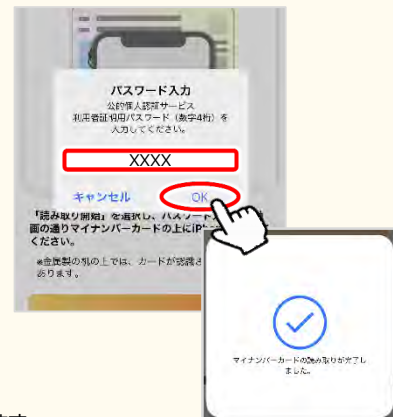 パスワード入力
公的個人認証サービス
利用者証明用パスワード（数字4桁）を
入力してください。
XXXX
キャンセル
OK
「読み取り開始」を選択し、パスワード
画の通りマイナンバーカードの上にiPh
ください。
※金属製の机の上では、カードが認識さ
あります。
マイナンバーカードの読み取りが完了し
ました。